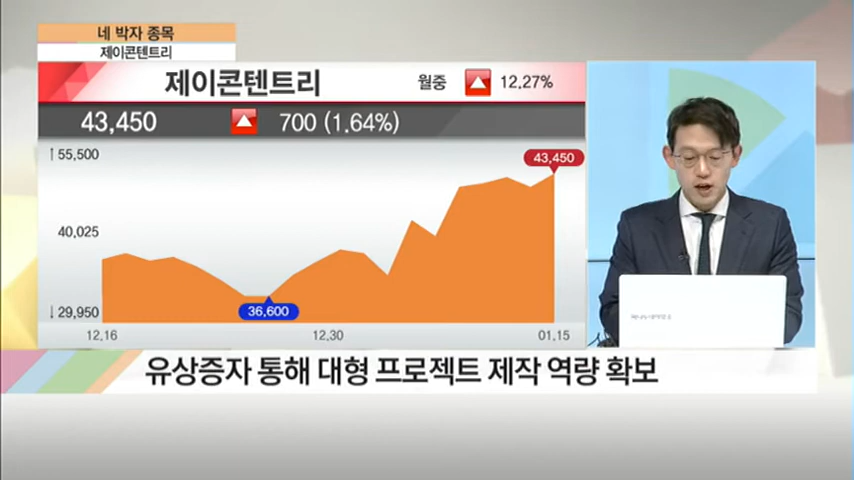 네 박자 종목
제이콘텐트리
제이콘텐트리 월중 ▲ 12.27%
43,450 ▲ 700 (1.64%)
↑55,500
43,450
40,025
↓29,950
36,600
12.16 12.30 01.15
유상증자 통해 대형 프로젝트 제작 역량 확보